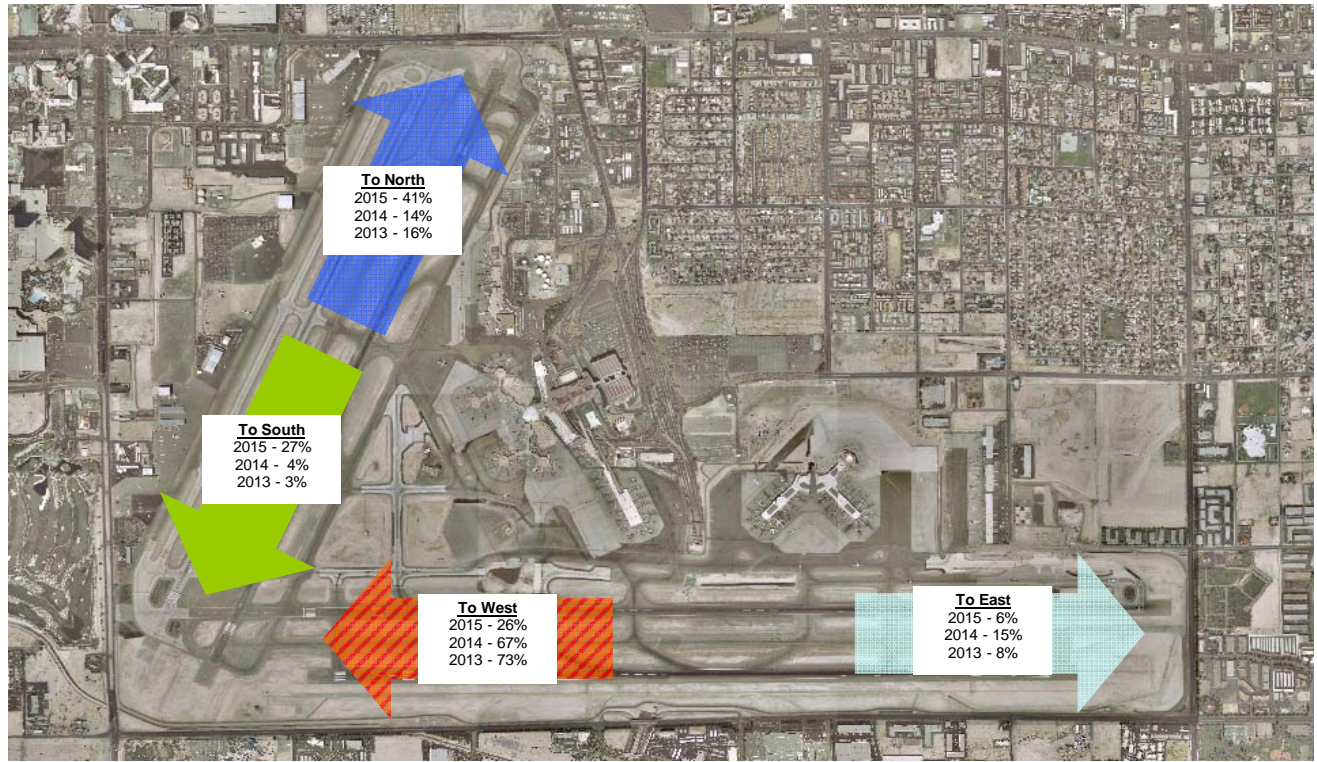 To North
2015 - 41%
2014 - 14%
2013 - 16%
To South
2015 - 27%
2014 - 4%
2013 - 3%
To West
2015 - 26%
2014 - 67%
2013 - 73%
To East
2015 - 6%
2014 - 15%
2013 - 8%